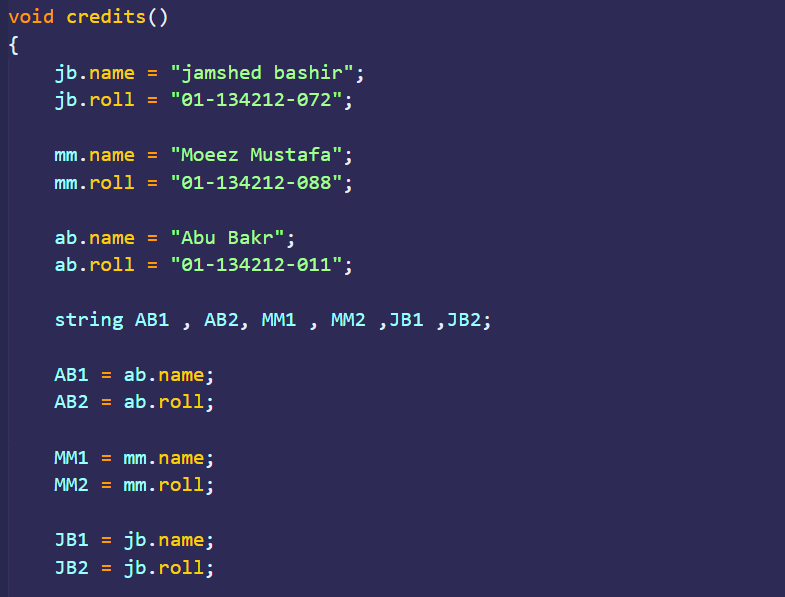 void credits()
{
jb.name = "jamshed bashir";
jb.roll = "01-134212-072";
mm.name = "Moeez Mustafa";
mm.roll = "01-134212-088";
ab.name = "Abu Bakr";
ab.roll = "01-134212-011";
string AB1 , AB2, MM1 , MM2 ,JB1 ,JB2;
AB1 = ab.name;
AB2 = ab.roll;
MM1 = mm.name;
MM2 = mm.roll;
JB1 = jb.name;
JB2 = jb.roll;